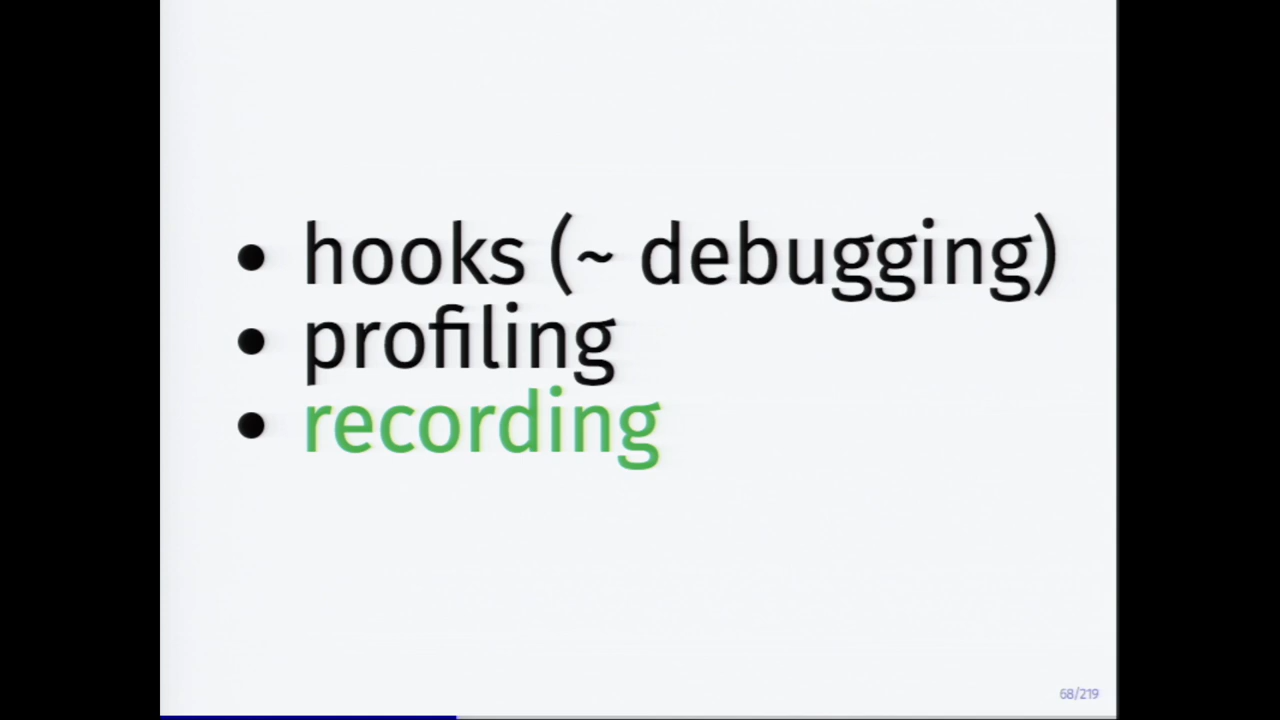 • hooks (~ debugging)
• profiling
• recording
68/219